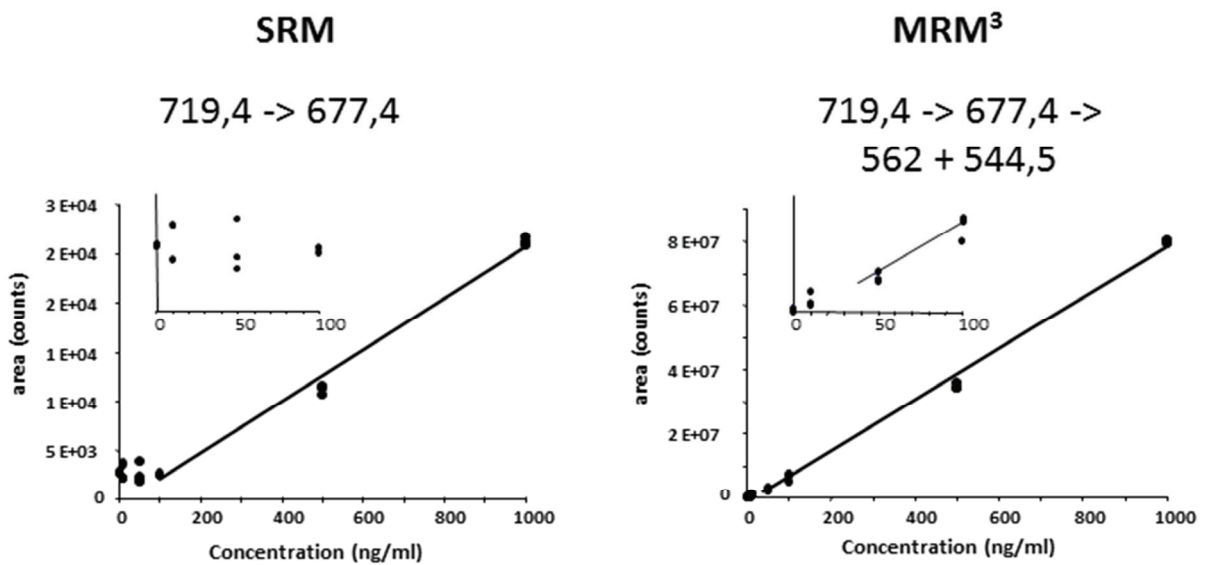 SRM
719,4 -> 677,4
3 E+04
2 E+04
2 E+04
1 E+04
1 E+04
5 E+03
0
area (counts)
0 50 100
0 200 400 600 800 1000
Concentration (ng/ml)
MRM³
719,4 -> 677,4 ->
562 + 544,5
8 E+07
6 E+07
4 E+07
2 E+07
0
area (counts)
0 50 100
0 200 400 600 800 1000
Concentration (ng/ml)